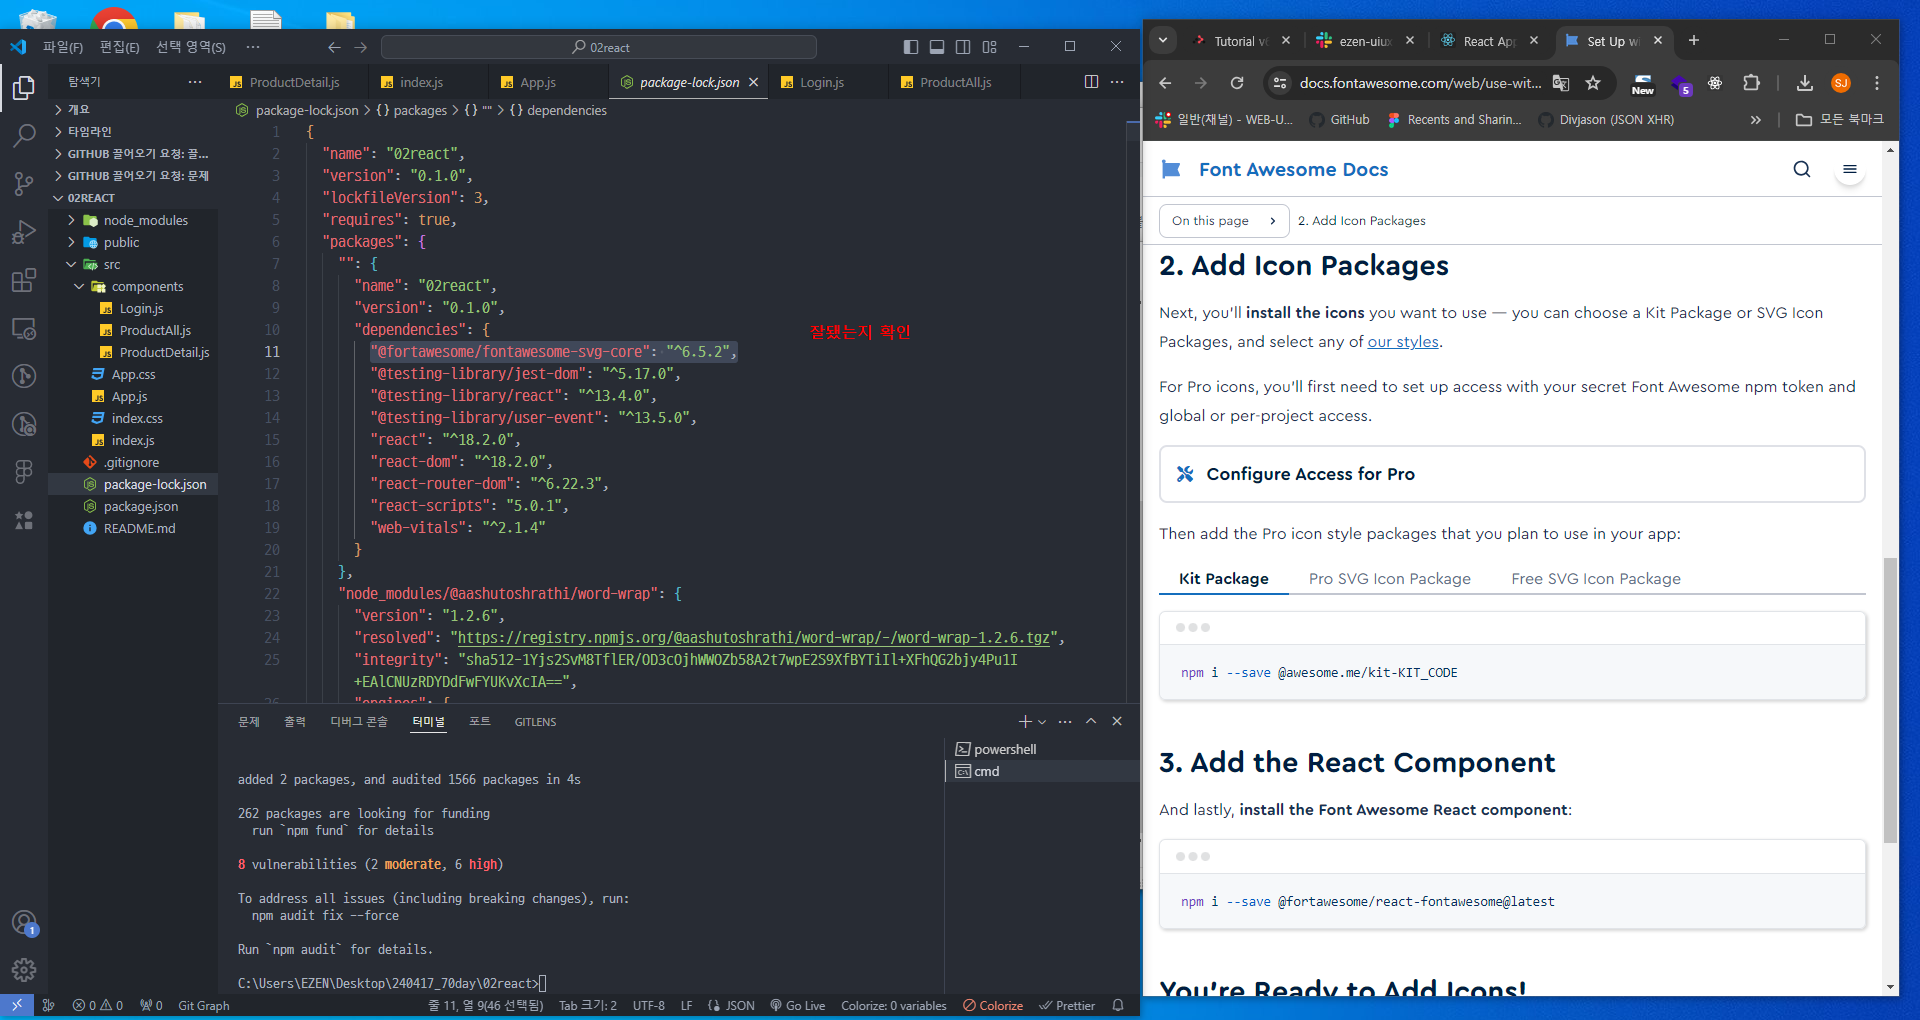 파일(F) 편집(E) 선택 영역(S) ··· 02react
탐색기 ···
개요
타임라인
GITHUB 끌어오기 요청: 끌...
GITHUB 끌어오기 요청: 문제
02REACT
node_modules
public
src
components
Login.js
ProductAll.js
ProductDetail.js
App.css
App.js
index.css
index.js
.gitignore
package-lock.json
package.json
README.md
ProductDetail.js index.js App.js package-lock.json Login.js ProductAll.js
package-lock.json > {} packages > {} "" > {} dependencies
1 {
2 "name": "02react",
3 "version": "0.1.0",
4 "lockfileVersion": 3,
5 "requires": true,
6 "packages": {
7 "": {
8 "name": "02react",
9 "version": "0.1.0",
10 "dependencies": {
잘됐는지 확인
11 "@fortawesome/fontawesome-svg-core": "^6.5.2",
12 "@testing-library/jest-dom": "^5.17.0",
13 "@testing-library/react": "^13.4.0",
14 "@testing-library/user-event": "^13.5.0",
15 "react": "^18.2.0",
16 "react-dom": "^18.2.0",
17 "react-router-dom": "^6.22.3",
18 "react-scripts": "5.0.1",
19 "web-vitals": "^2.1.4"
20 }
21 },
22 "node_modules/@aashutoshrathi/word-wrap": {
23 "version": "1.2.6",
24 "resolved": "https://registry.npmjs.org/@aashutoshrathi/word-wrap/-/word-wrap-1.2.6.tgz",
25 "integrity": "sha512-1Yjs2SvM8TflER/OD3cOjhWWOZb58A2t7wpE2S9XfBYTiIl+XFhQG2bjy4Pu1I
+EAlCNUzRDYDdFwFYUKvXcIA==",
26 "engines": {
문제 출력 디버그 콘솔 터미널 포트 GITLENS
powershell
cmd
added 2 packages, and audited 1566 packages in 4s
262 packages are looking for funding
run `npm fund` for details
8 vulnerabilities (2 moderate, 6 high)
To address all issues (including breaking changes), run:
npm audit fix --force
Run `npm audit` for details.
C:\Users\EZEN\Desktop\240417_70day\02react>
1
0 0 0 Git Graph 줄 11, 열 9(46 선택됨) Tab 크기: 2 UTF-8 LF {} JSON Go Live Colorize: 0 variables Colorize Prettier
Tutorial v6 ezen-uiux React App Set Up wi
docs.fontawesome.com/web/use-wit... New 5 SJ
일반(채널) - WEB-U... GitHub Recents and Sharin... Divjason (JSON XHR) » 모든 북마크
Font Awesome Docs
On this page > 2. Add Icon Packages
2. Add Icon Packages
Next, you'll install the icons you want to use — you can choose a Kit Package or SVG Icon
Packages, and select any of our styles.
For Pro icons, you'll first need to set up access with your secret Font Awesome npm token and
global or per-project access.
Configure Access for Pro
Then add the Pro icon style packages that you plan to use in your app:
Kit Package Pro SVG Icon Package Free SVG Icon Package
npm i --save @awesome.me/kit-KIT_CODE
3. Add the React Component
And lastly, install the Font Awesome React component:
npm i --save @fortawesome/react-fontawesome@latest
You're Ready to Add Icons!